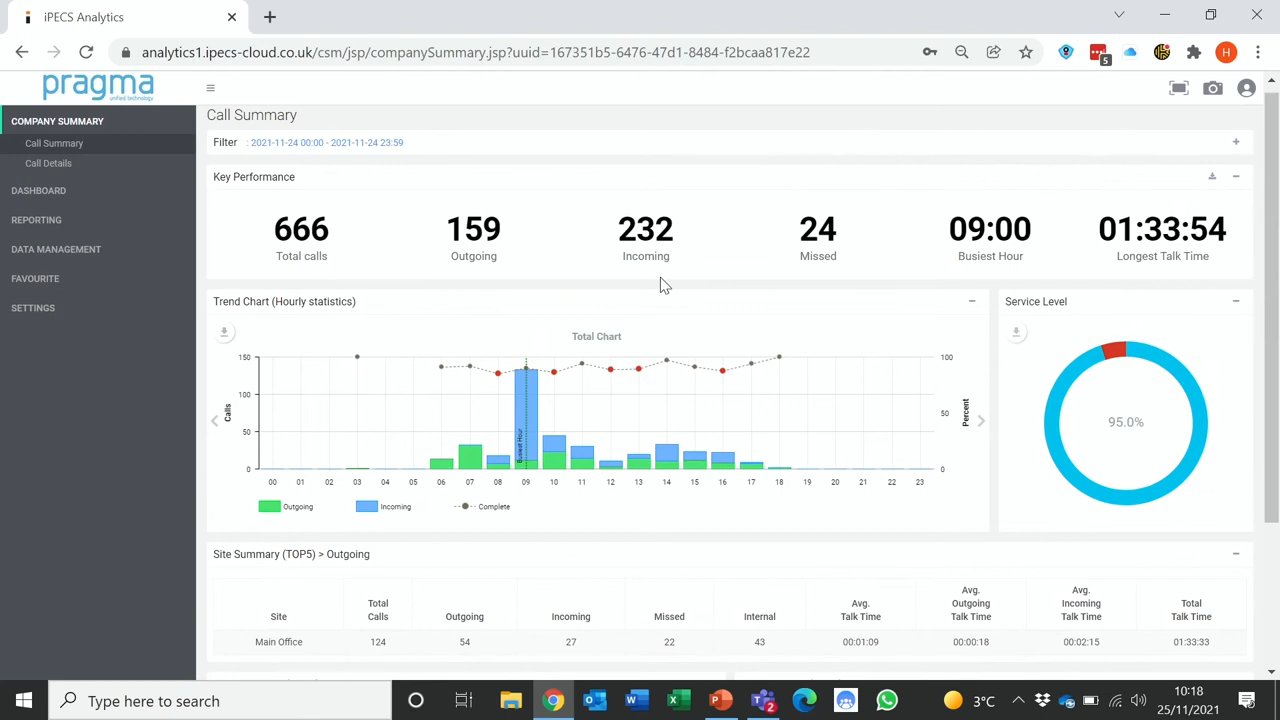 iPECS Analytics
analytics1.ipecs-cloud.co.uk/csm/jsp/companySummary.jsp?uuid=167351b5-6476-47d1-8484-f2bcaa817e22
5
H
pragma
unified technology
COMPANY SUMMARY
Call Summary
Call Details
DASHBOARD
REPORTING
DATA MANAGEMENT
FAVOURITE
SETTINGS
Call Summary
Filter : 2021-11-24 00:00 - 2021-11-24 23:59
Key Performance
666 159 232 24 09:00 01:33:54
Total calls Outgoing Incoming Missed Busiest Hour Longest Talk Time
Trend Chart (Hourly statistics)
Total Chart
150 100
100
50 50
0 0
Calls
Percent
Busiest Hour
00 01 02 03 04 05 06 07 08 09 10 11 12 13 14 15 16 17 18 19 20 21 22 23
Outgoing Incoming Complete
Service Level
95.0%
Site Summary (TOP5) > Outgoing
Site Total Calls Outgoing Incoming Missed Internal Avg. Talk Time Avg. Outgoing Talk Time Avg. Incoming Talk Time Total Talk Time
Main Office 124 54 27 22 43 00:01:09 00:00:18 00:02:15 01:33:33
Type here to search
2
3°C
10:18
25/11/2021